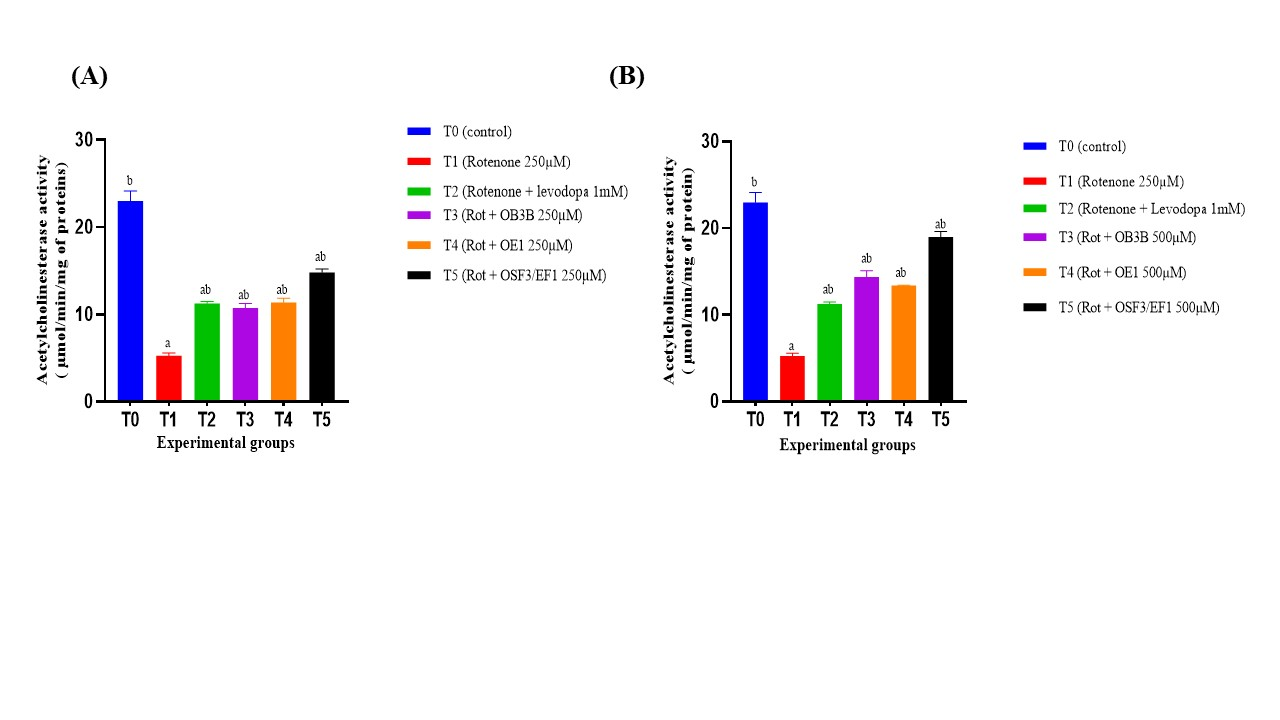 (A)
Acetylcholinesterase activity
( µmol/min/mg of proteins)
30
20
10
0
b
a
ab
ab
ab
ab
T0 T1 T2 T3 T4 T5
Experimental groups
T0 (control)
T1 (Rotenone 250µM)
T2 (Rotenone + levodopa 1mM)
T3 (Rot + OB3B 250µM)
T4 (Rot + OE1 250µM)
T5 (Rot + OSF3/EF1 250µM)
(B)
Acetylcholinesterase activity
( µmol/min/mg of protein)
30
20
10
0
b
a
ab
ab
ab
ab
T0 T1 T2 T3 T4 T5
Experimental groups
T0 (control)
T1 (Rotenone 250µM)
T2 (Rotenone + Levodopa 1mM)
T3 (Rot + OB3B 500µM)
T4 (Rot + OE1 500µM)
T5 (Rot + OSF3/EF1 500µM)